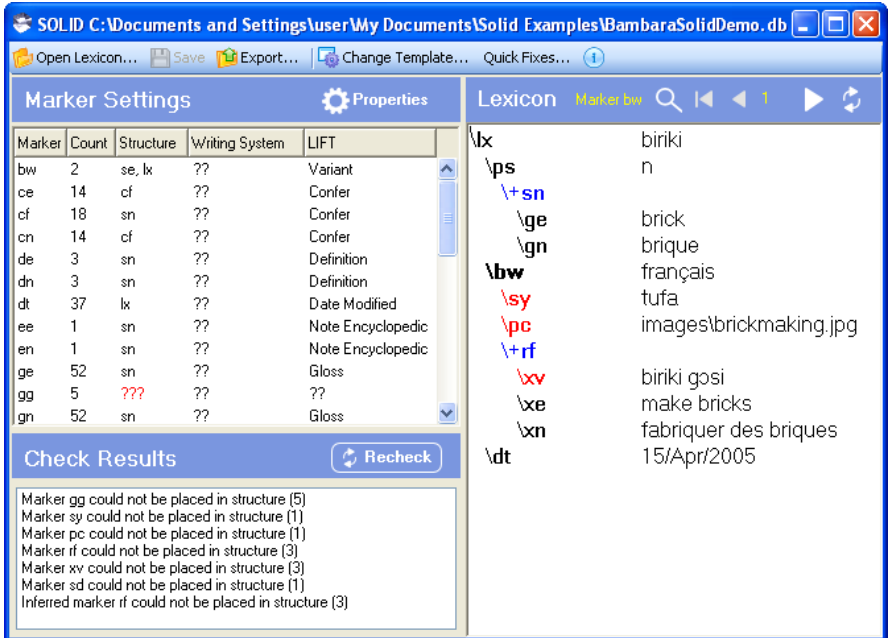 SOLID C:\Documents and Settings\user\My Documents\Solid Examples\BambaraSolidDemo.db
Open Lexicon... Save Export... Change Template... Quick Fixes...
Marker Settings Properties
Marker Count Structure Writing System LIFT
bw 2 se, lx ?? Variant
ce 14 cf ?? Confer
cf 18 sn ?? Confer
cn 14 cf ?? Confer
de 3 sn ?? Definition
dn 3 sn ?? Definition
dt 37 lx ?? Date Modified
ee 1 sn ?? Note Encyclopedic
en 1 sn ?? Note Encyclopedic
ge 52 sn ?? Gloss
gg 5 ??? ?? ??
gn 52 sn ?? Gloss
Check Results Recheck
Marker gg could not be placed in structure (5)
Marker sy could not be placed in structure (1)
Marker pc could not be placed in structure (1)
Marker rf could not be placed in structure (3)
Marker xv could not be placed in structure (3)
Marker sd could not be placed in structure (1)
Inferred marker rf could not be placed in structure (3)
Lexicon Marker bw 1
\lx biriki
\ps n
\+sn
\ge brick
\gn brique
\bw français
\sy tufa
\pc images\brickmaking.jpg
\+rf
\xv biriki gosi
\xe make bricks
\xn fabriquer des briques
\dt 15/Apr/2005